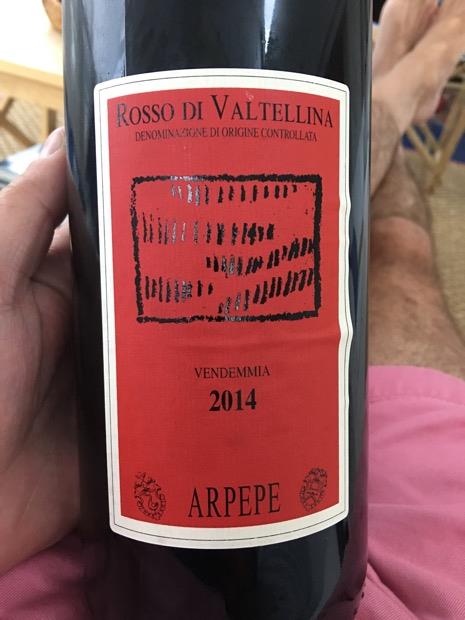 ROSSO DI VALTELLINA
DENOMINAZIONE DI ORIGINE CONTROLLATA
VENDEMMIA
2014
ARPEPE